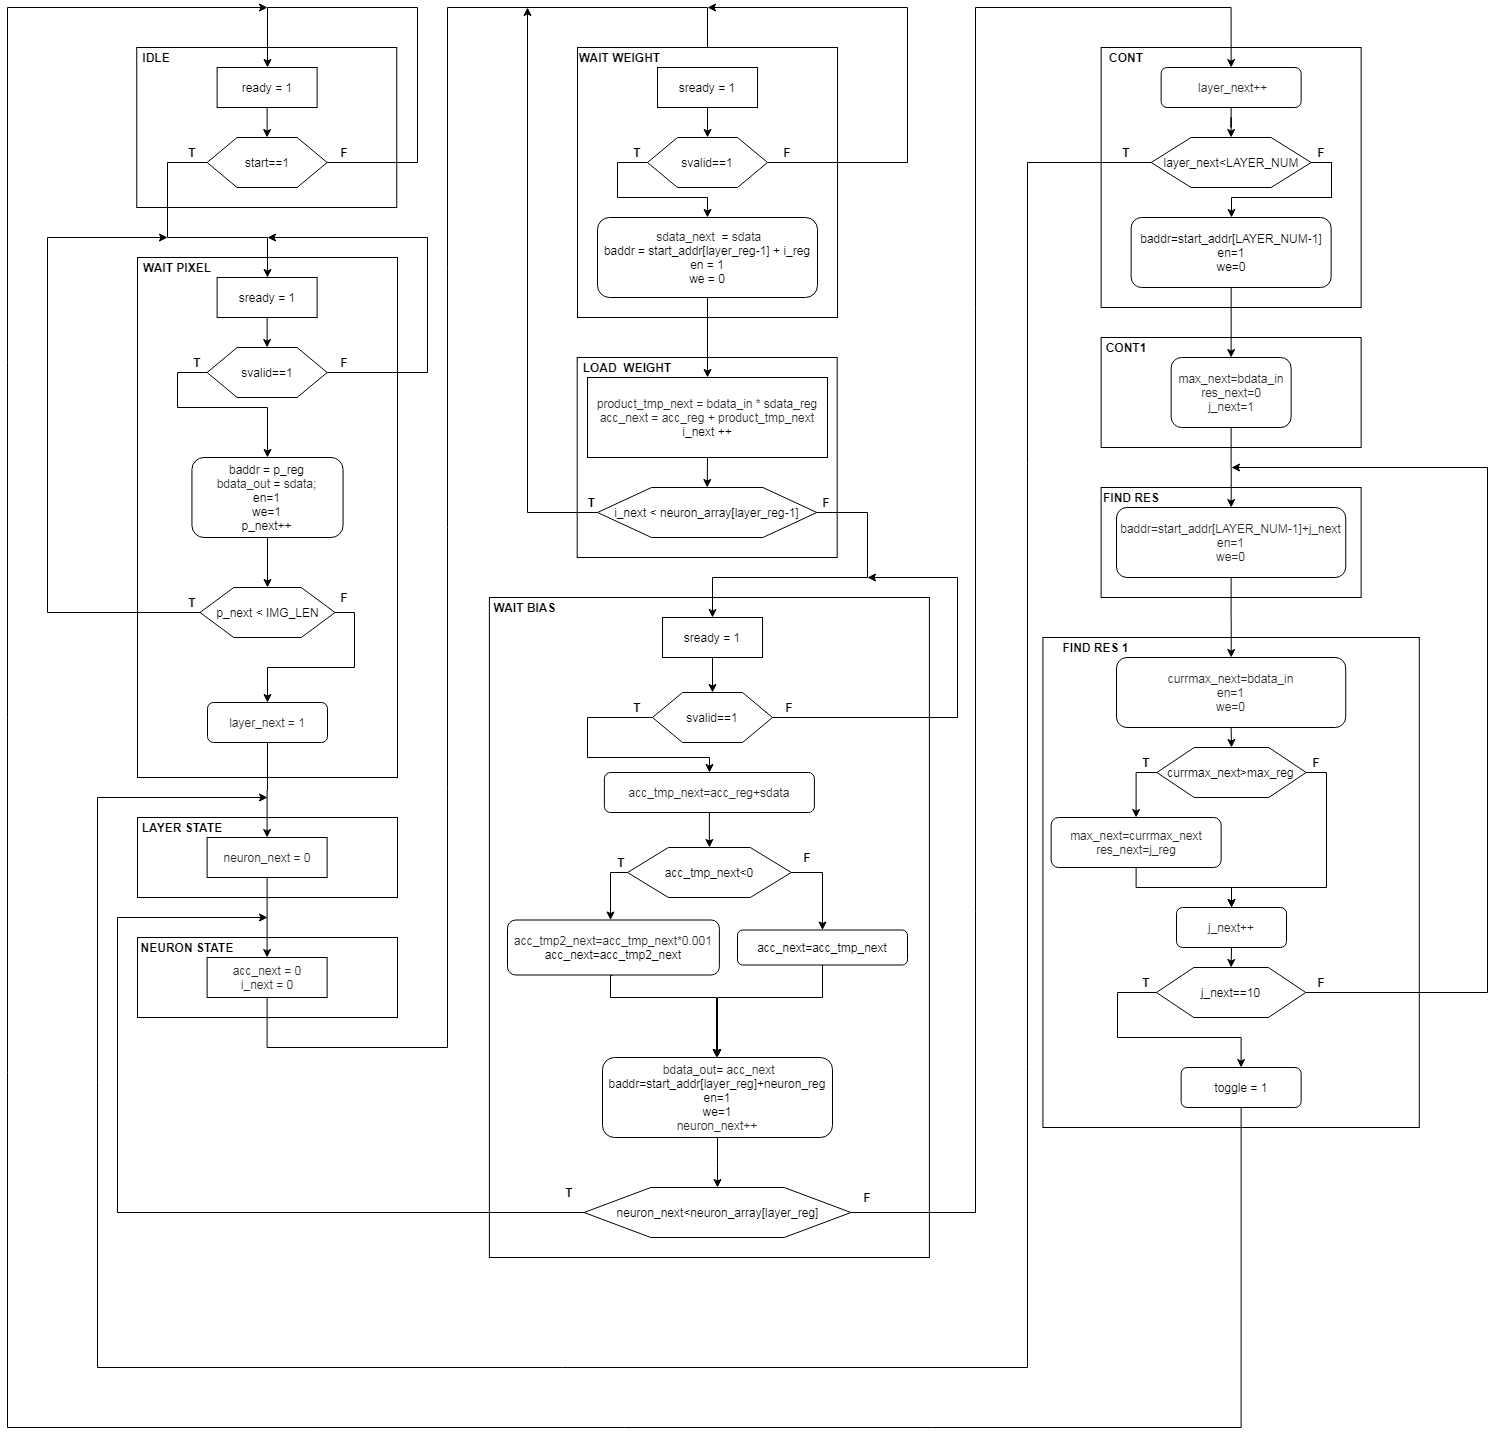 IDLE
ready = 1
start==1
T
F
WAIT PIXEL
sready = 1
svalid==1
T
F
baddr = p_reg
bdata_out = sdata;
en=1
we=1
p_next++
p_next < IMG_LEN
T
F
layer_next = 1
LAYER STATE
neuron_next = 0
NEURON STATE
acc_next = 0
i_next = 0
WAIT WEIGHT
sready = 1
svalid==1
T
F
sdata_next = sdata
baddr = start_addr[layer_reg-1] + i_reg
en = 1
we = 0
LOAD WEIGHT
product_tmp_next = bdata_in * sdata_reg
acc_next = acc_reg + product_tmp_next
i_next ++
i_next < neuron_array[layer_reg-1]
T
F
WAIT BIAS
sready = 1
svalid==1
T
F
acc_tmp_next=acc_reg+sdata
acc_tmp_next<0
T
F
acc_tmp2_next=acc_tmp_next*0.001
acc_next=acc_tmp2_next
acc_next=acc_tmp_next
bdata_out= acc_next
baddr=start_addr[layer_reg]+neuron_reg
en=1
we=1
neuron_next++
neuron_next<neuron_array[layer_reg]
T
F
CONT
layer_next++
layer_next<LAYER_NUM
T
F
baddr=start_addr[LAYER_NUM-1]
en=1
we=0
CONT1
max_next=bdata_in
res_next=0
j_next=1
FIND RES
baddr=start_addr[LAYER_NUM-1]+j_next
en=1
we=0
FIND RES 1
currmax_next=bdata_in
en=1
we=0
currmax_next>max_reg
T
F
max_next=currmax_next
res_next=j_reg
j_next++
j_next==10
T
F
toggle = 1